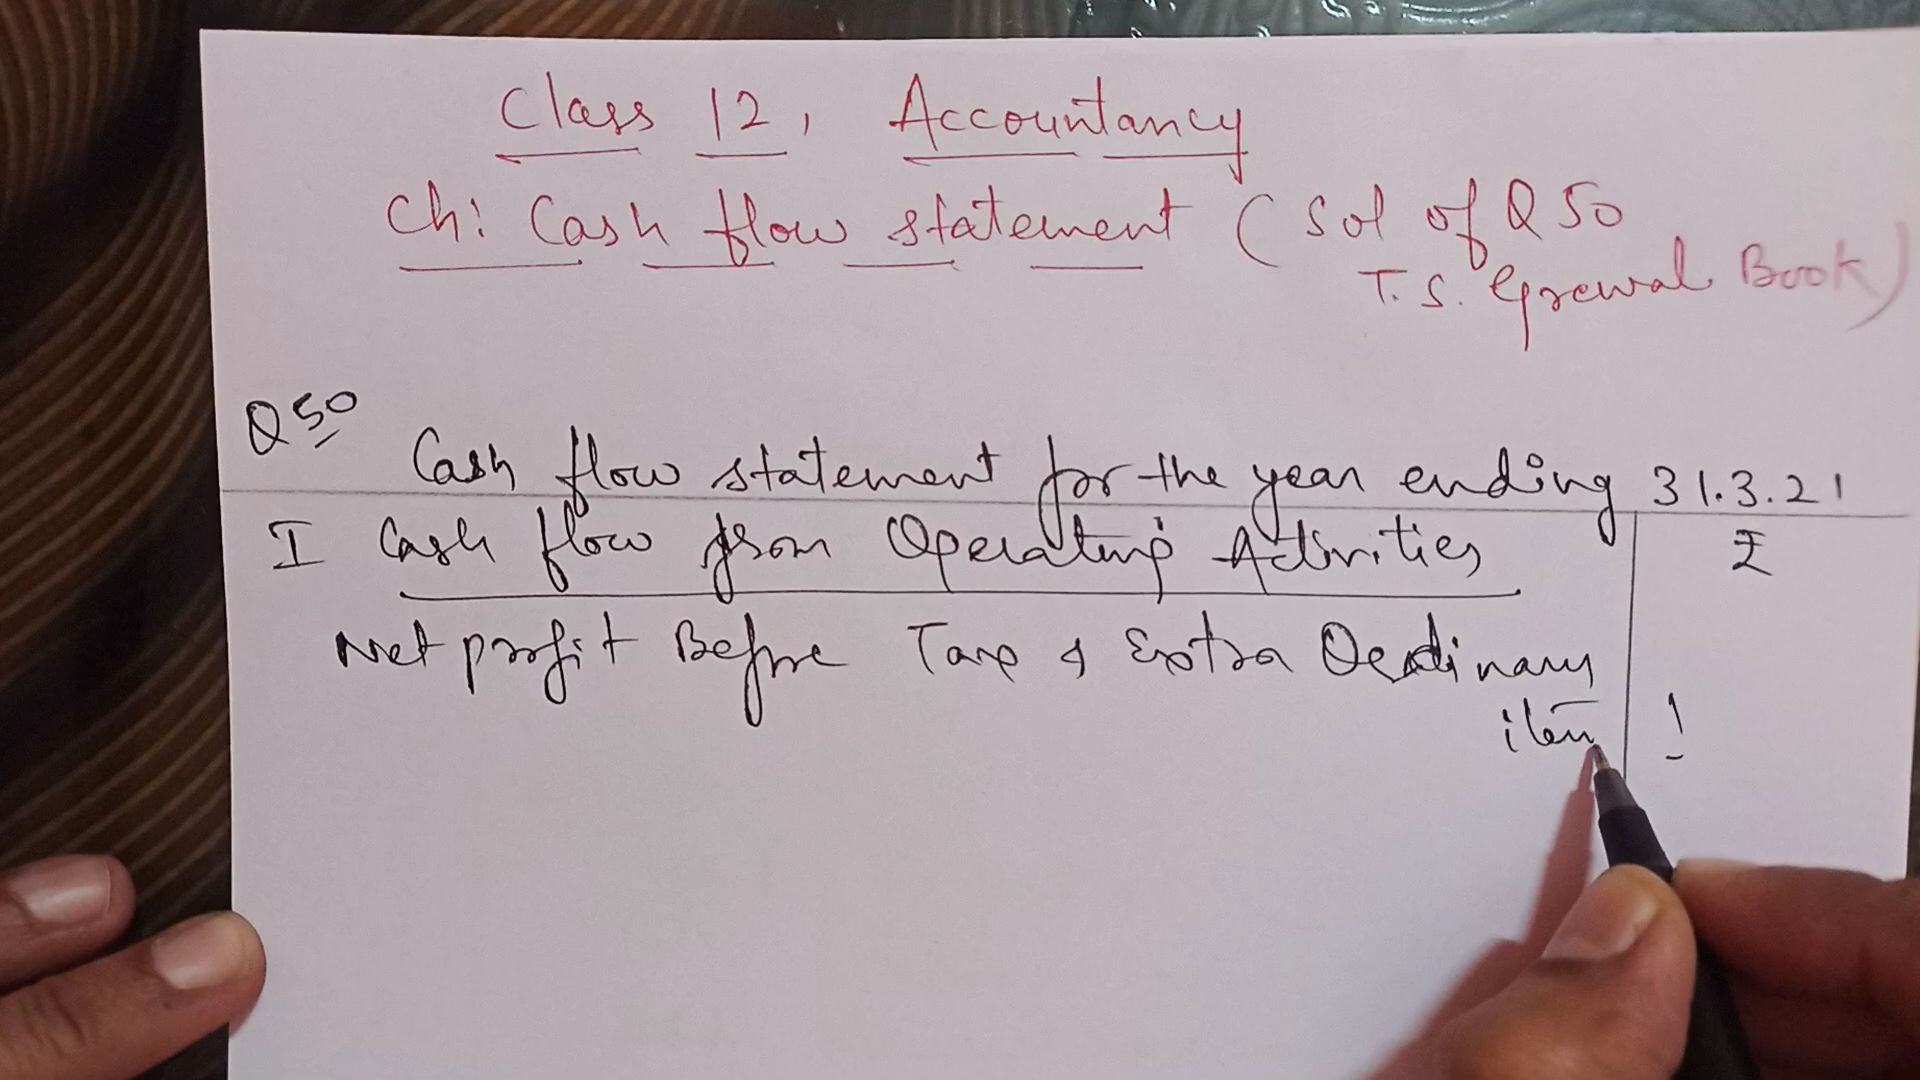 Class 12, Accountancy
Ch: Cash flow statement (Sol of Q 50
T.S. Grewal Book)
Q 50
Cash flow statement for the year ending 31.3.21
I Cash flow from Operating Activities ₹
Net profit Before Tax & Extra Ordinary
item